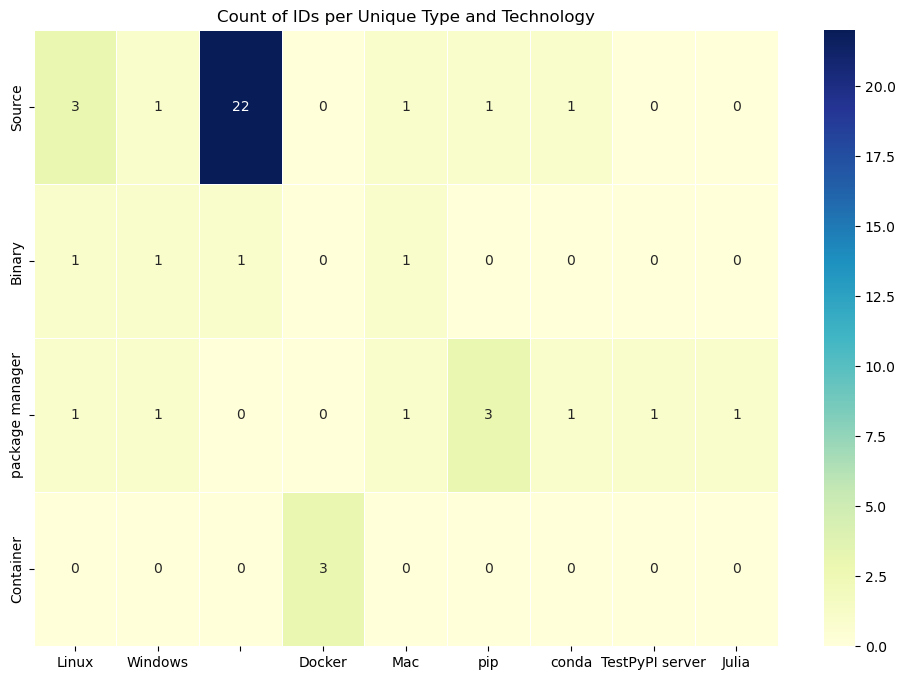 Count of IDs per Unique Type and Technology
Source
3 1 22 0 1 1 1 0 0
Binary
1 1 1 0 1 0 0 0 0
package manager
1 1 0 0 1 3 1 1 1
Container
0 0 0 3 0 0 0 0 0
Linux Windows Docker Mac pip conda TestPyPI server Julia
20.0
17.5
15.0
12.5
10.0
7.5
5.0
2.5
0.0